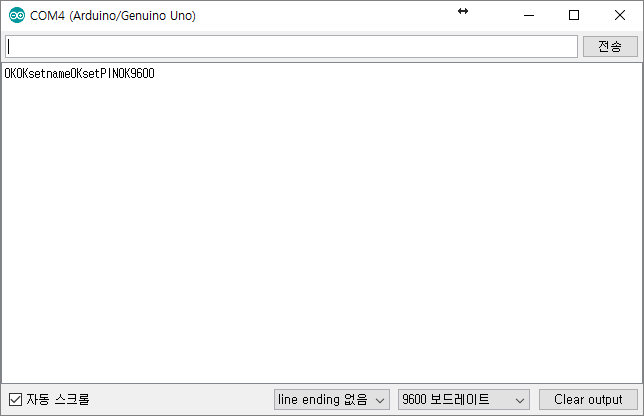 COM4 (Arduino/Genuino Uno)
전송
OKOKsetnameOKsetPINOK9600
자동 스크롤
line ending 없음
9600 보드레이트
Clear output